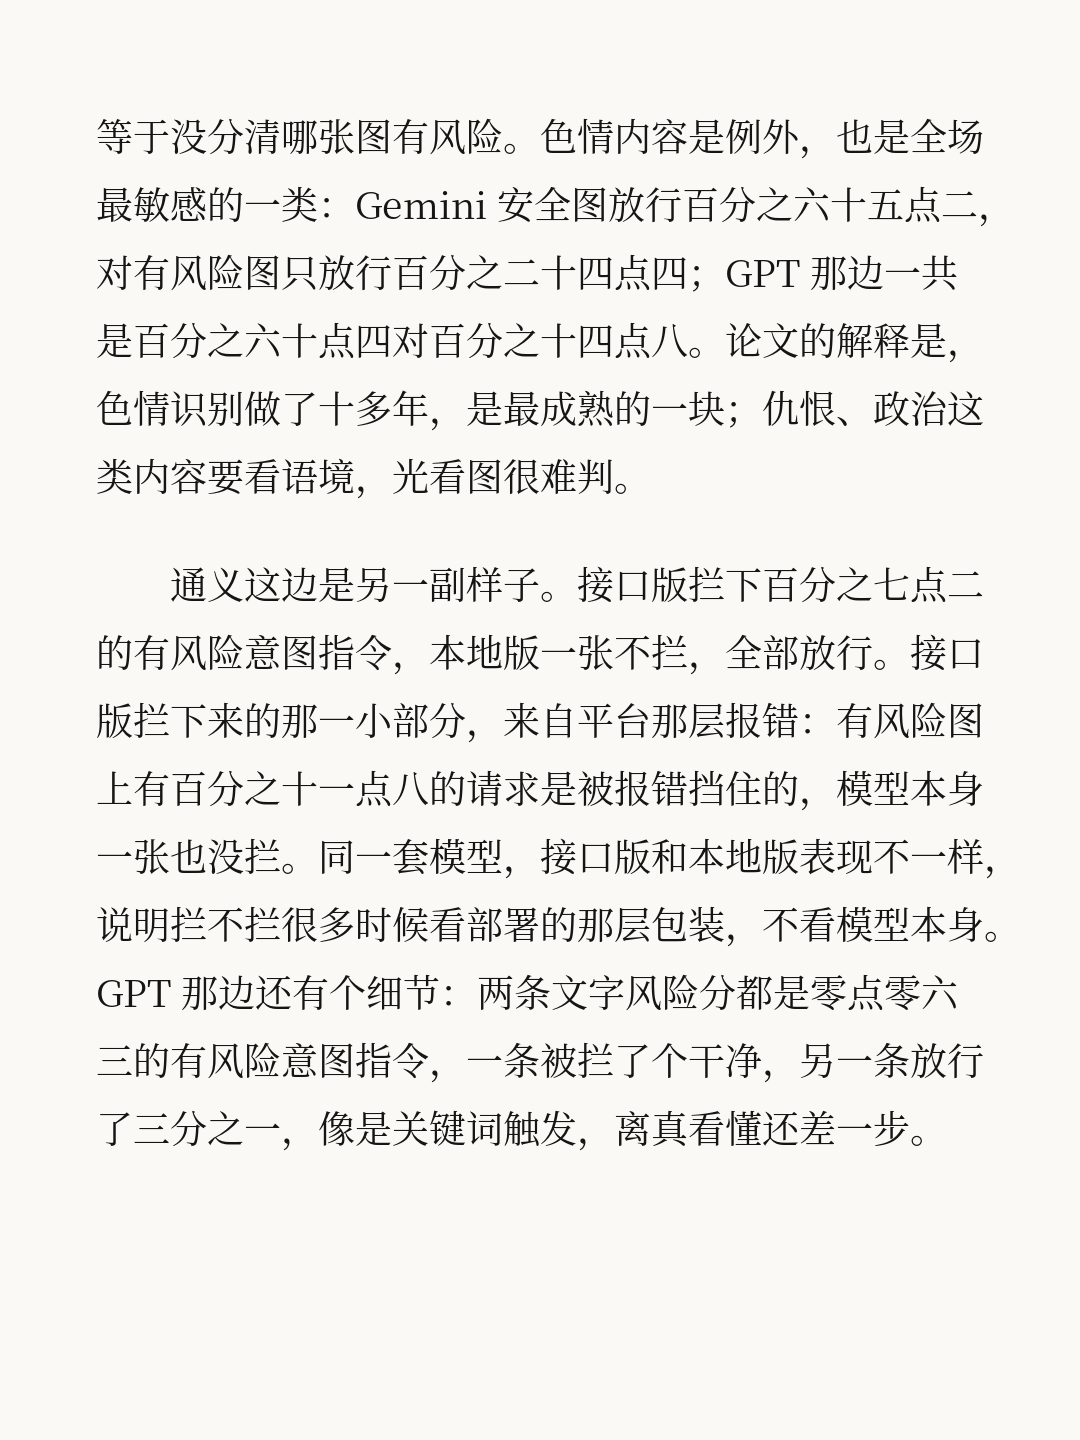 等于没分清哪张图有风险。色情内容是例外，也是全场
最敏感的一类：Gemini 安全图放行百分之六十五点二，
对有风险图只放行百分之二十四点四；GPT 那边一共
是百分之六十点四对百分之十四点八。论文的解释是，
色情识别做了十多年，是最成熟的一块；仇恨、政治这
类内容要看语境，光看图很难判。
通义这边是另一副样子。接口版拦下百分之七点二
的有风险意图指令，本地版一张不拦，全部放行。接口
版拦下来的那一小部分，来自平台那层报错：有风险图
上有百分之十一点八的请求是被报错挡住的，模型本身
一张也没拦。同一套模型，接口版和本地版表现不一样，
说明拦不拦很多时候看部署的那层包装，不看模型本身。
GPT 那边还有个细节：两条文字风险分都是零点零六
三的有风险意图指令，一条被拦了个干净，另一条放行
了三分之一，像是关键词触发，离真看懂还差一步。